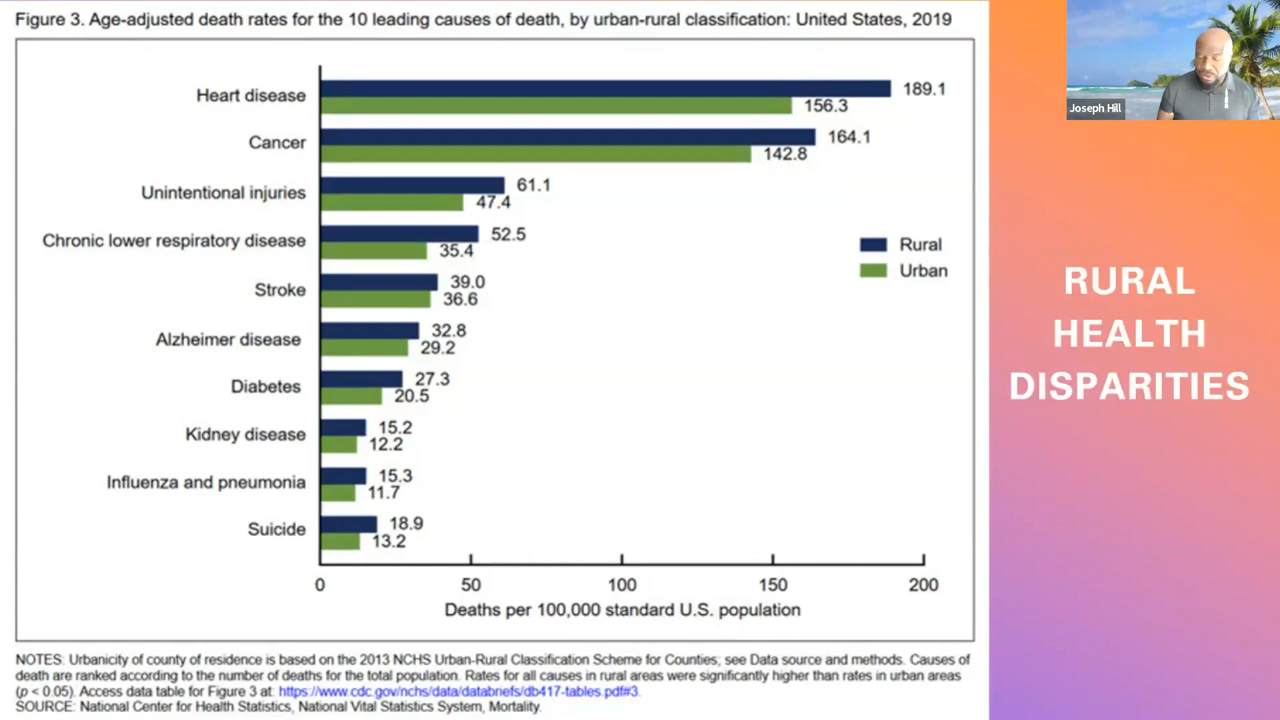 Figure 3. Age-adjusted death rates for the 10 leading causes of death, by urban-rural classification: United States, 2019
Joseph Hill
Heart disease
189.1
156.3
Cancer
164.1
142.8
Unintentional injuries
61.1
47.4
Chronic lower respiratory disease
52.5
35.4
Stroke
39.0
36.6
Alzheimer disease
32.8
29.2
Diabetes
27.3
20.5
Kidney disease
15.2
12.2
Influenza and pneumonia
15.3
11.7
Suicide
18.9
13.2
Rural
Urban
0 50 100 150 200
Deaths per 100,000 standard U.S. population
RURAL
HEALTH
DISPARITIES
NOTES: Urbanicity of county of residence is based on the 2013 NCHS Urban-Rural Classification Scheme for Counties; see Data source and methods. Causes of
death are ranked according to the number of deaths for the total population. Rates for all causes in rural areas were significantly higher than rates in urban areas
(p < 0.05). Access data table for Figure 3 at: https://www.cdc.gov/nchs/data/databriefs/db417-tables.pdf#3.
SOURCE: National Center for Health Statistics, National Vital Statistics System, Mortality.